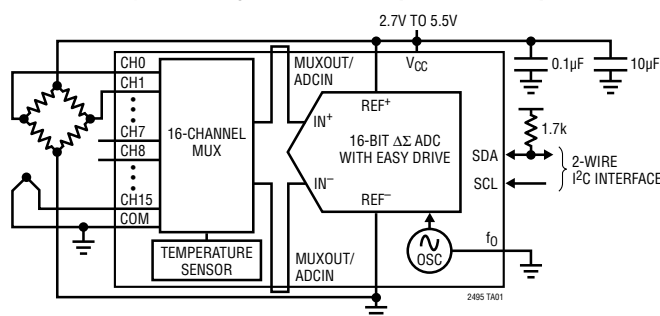 2.7V TO 5.5V
CH0
CH1
CH7
CH8
CH15
COM
16-CHANNEL
MUX
TEMPERATURE
SENSOR
MUXOUT/
ADCIN
MUXOUT/
ADCIN
VCC
REF+
IN+
16-BIT ΔΣ ADC
WITH EASY DRIVE
IN–
REF–
OSC
0.1µF
10µF
1.7k
SDA
SCL
2-WIRE
I2C INTERFACE
fO
2495 TA01